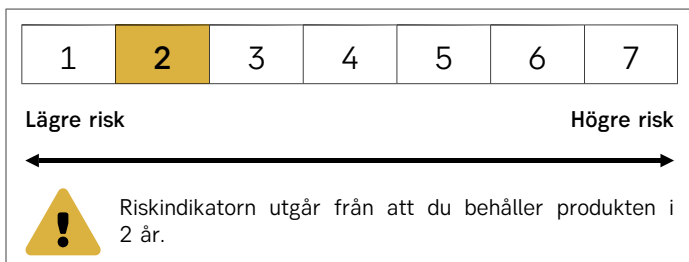 1 2 3 4 5 6 7
Lägre risk Högre risk
Riskindikatorn utgår från att du behåller produkten i
2 år.